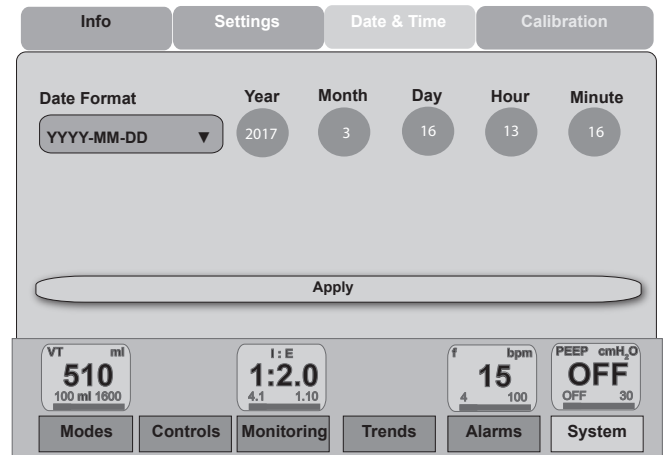 Info Settings Date & Time Calibration
Date Format Year Month Day Hour Minute
YYYY-MM-DD ▼ 2017 3 16 13 16
Apply
VT ml I : E f bpm PEEP cmH₂O
510 1:2.0 15 OFF
100 ml 1600 4.1 1.10 4 100 OFF 30
Modes Controls Monitoring Trends Alarms System